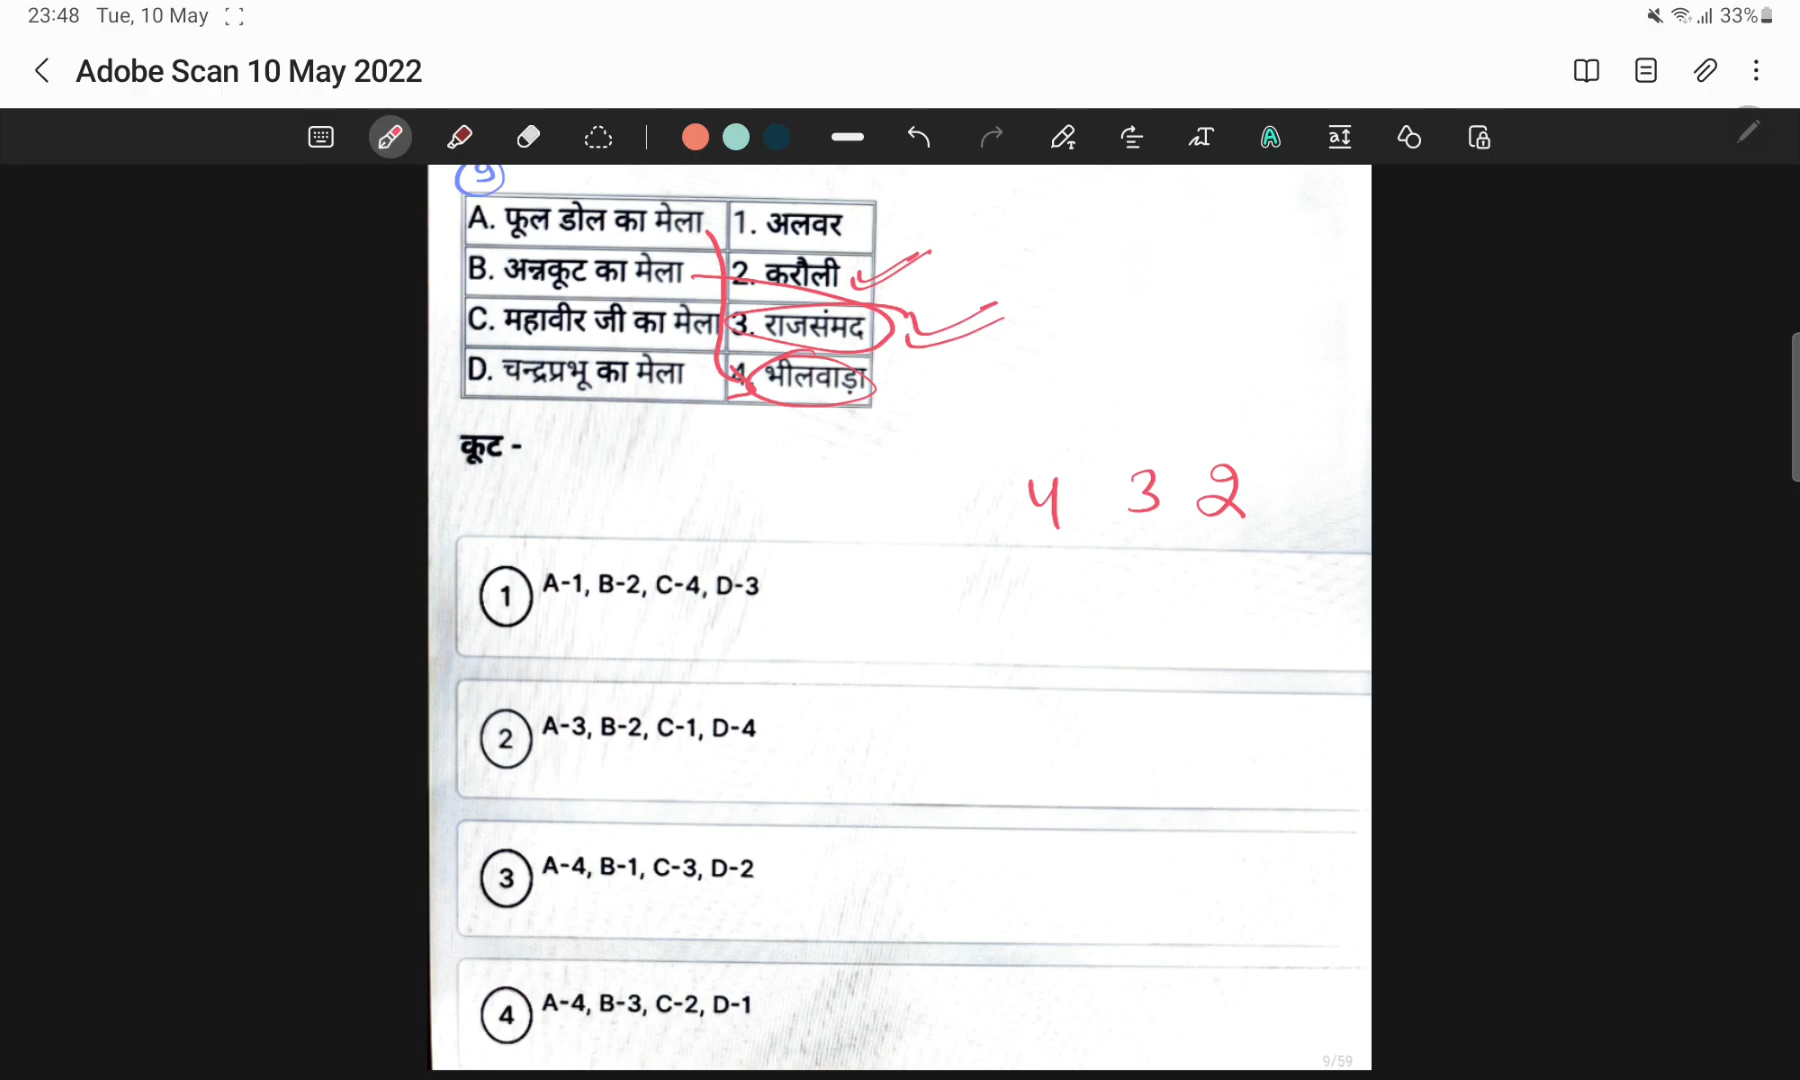 23:48 Tue, 10 May 33%
Adobe Scan 10 May 2022
9
A. फूल डोल का मेला 1. अलवर
B. अन्नकूट का मेला 2. करौली
C. महावीर जी का मेला 3. राजसंमद
D. चन्द्रप्रभू का मेला 4. भीलवाड़ा
कूट -
4 3 2
1 A-1, B-2, C-4, D-3
2 A-3, B-2, C-1, D-4
3 A-4, B-1, C-3, D-2
4 A-4, B-3, C-2, D-1
9/59